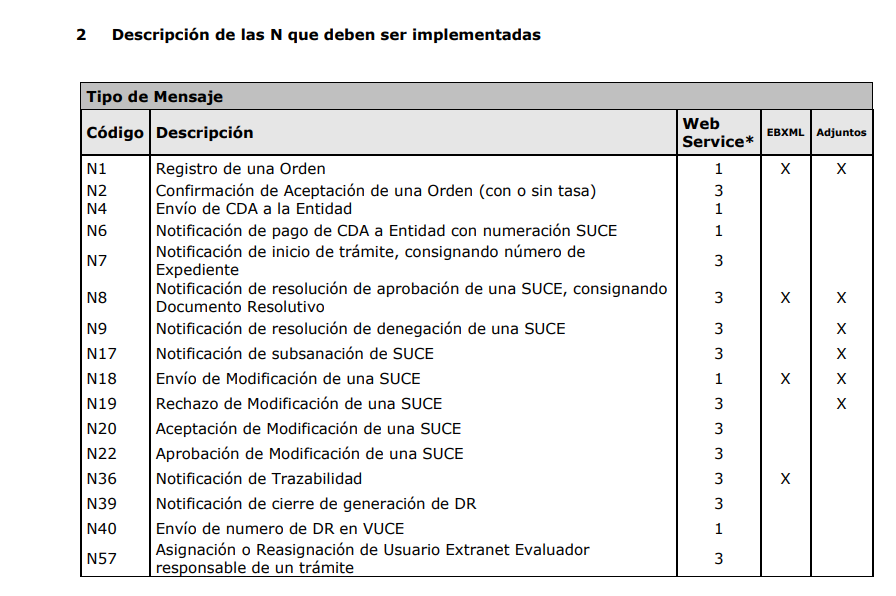 2 Descripción de las N que deben ser implementadas
Tipo de Mensaje
Código Descripción Web Service* EBXML Adjuntos
N1 Registro de una Orden 1 X X
N2 Confirmación de Aceptación de una Orden (con o sin tasa) 3
N4 Envío de CDA a la Entidad 1
N6 Notificación de pago de CDA a Entidad con numeración SUCE 1
N7 Notificación de inicio de trámite, consignando número de
Expediente 3
N8 Notificación de resolución de aprobación de una SUCE, consignando
Documento Resolutivo 3 X X
N9 Notificación de resolución de denegación de una SUCE 3 X
N17 Notificación de subsanación de SUCE 3 X
N18 Envío de Modificación de una SUCE 1 X X
N19 Rechazo de Modificación de una SUCE 3 X
N20 Aceptación de Modificación de una SUCE 3
N22 Aprobación de Modificación de una SUCE 3
N36 Notificación de Trazabilidad 3 X
N39 Notificación de cierre de generación de DR 3
N40 Envío de numero de DR en VUCE 1
N57 Asignación o Reasignación de Usuario Extranet Evaluador
responsable de un trámite 3